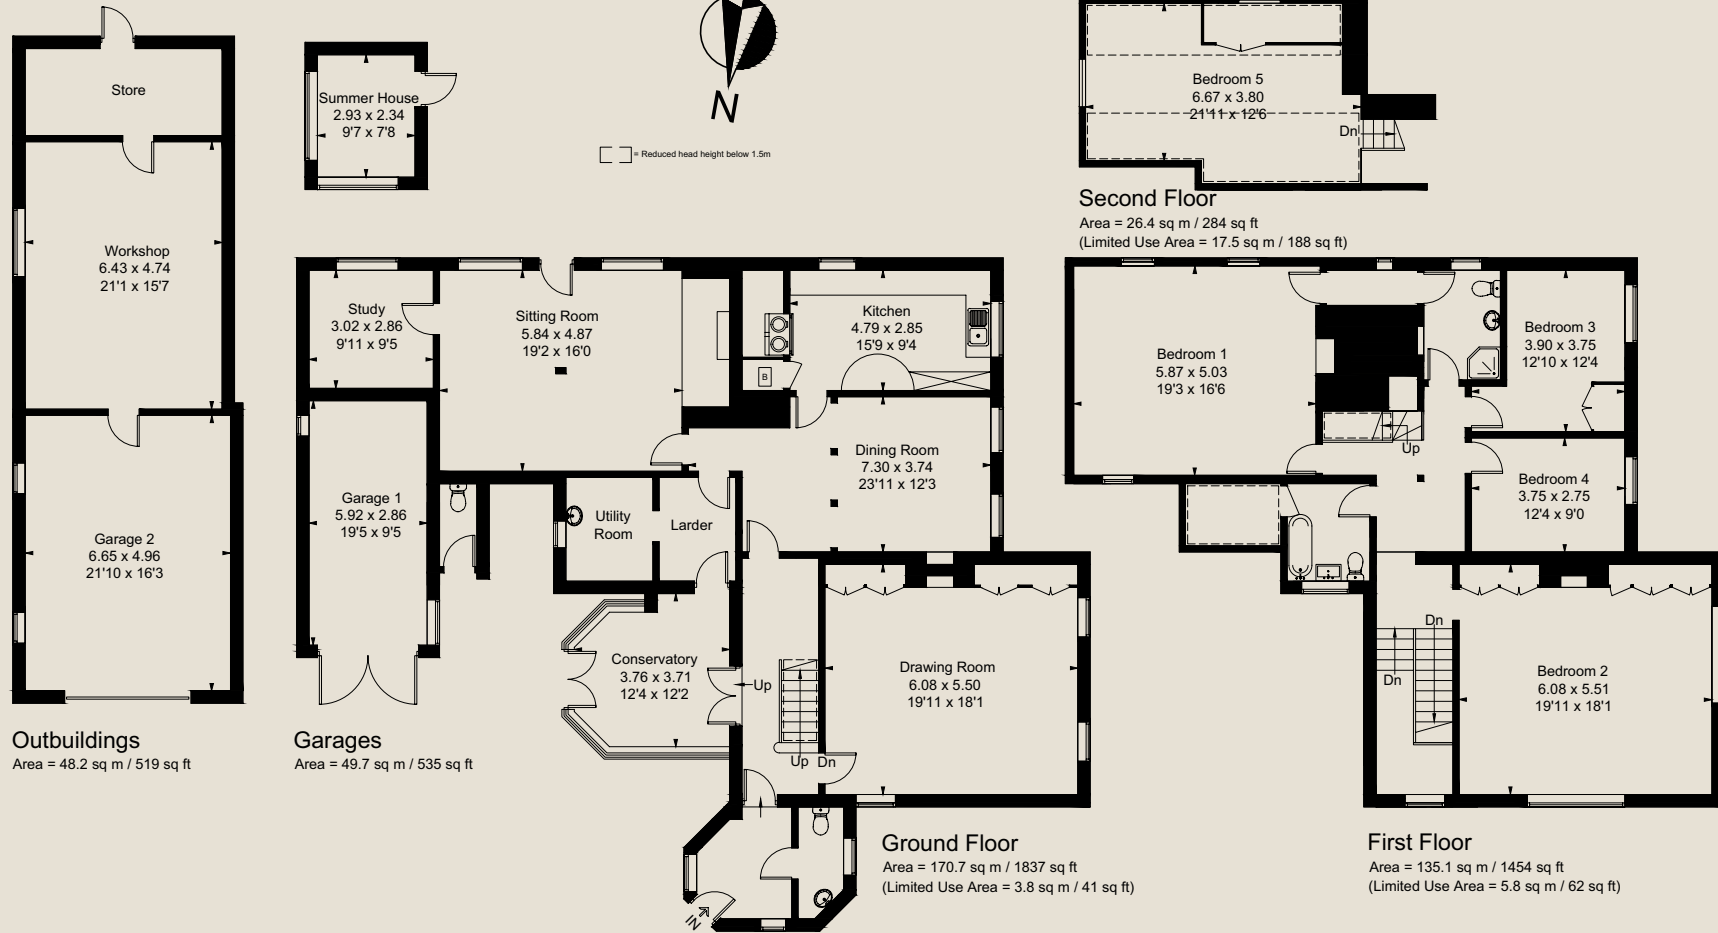 Store
Workshop
6.43 x 4.74
21'1 x 15'7
Garage 2
6.65 x 4.96
21'10 x 16'3
Outbuildings
Area = 48.2 sq m / 519 sq ft
Summer House
2.93 x 2.34
9'7 x 7'8
N
= Reduced head height below 1.5m
Study
3.02 x 2.86
9'11 x 9'5
Sitting Room
5.84 x 4.87
19'2 x 16'0
Kitchen
4.79 x 2.85
15'9 x 9'4
B
Dining Room
7.30 x 3.74
23'11 x 12'3
Garage 1
5.92 x 2.86
19'5 x 9'5
Utility
Room
Larder
Conservatory
3.76 x 3.71
12'4 x 12'2
Up
Up
Dn
Drawing Room
6.08 x 5.50
19'11 x 18'1
IN
Garages
Area = 49.7 sq m / 535 sq ft
Ground Floor
Area = 170.7 sq m / 1837 sq ft
(Limited Use Area = 3.8 sq m / 41 sq ft)
Bedroom 5
6.67 x 3.80
21'11 x 12'6
Dn
Second Floor
Area = 26.4 sq m / 284 sq ft
(Limited Use Area = 17.5 sq m / 188 sq ft)
Bedroom 1
5.87 x 5.03
19'3 x 16'6
Bedroom 3
3.90 x 3.75
12'10 x 12'4
Up
Bedroom 4
3.75 x 2.75
12'4 x 9'0
Dn
Dn
Bedroom 2
6.08 x 5.51
19'11 x 18'1
First Floor
Area = 135.1 sq m / 1454 sq ft
(Limited Use Area = 5.8 sq m / 62 sq ft)